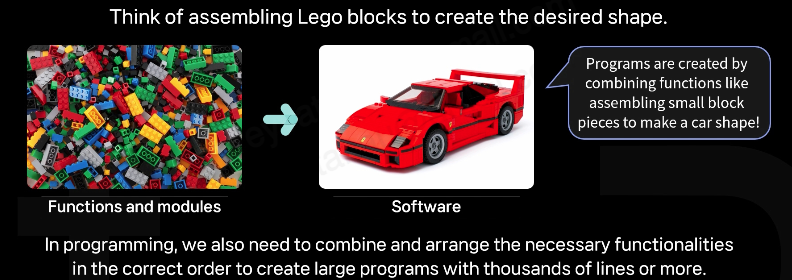 Think of assembling Lego blocks to create the desired shape.
Programs are created by
combining functions like
assembling small block
pieces to make a car shape!
Functions and modules
Software
In programming, we also need to combine and arrange the necessary functionalities
in the correct order to create large programs with thousands of lines or more.